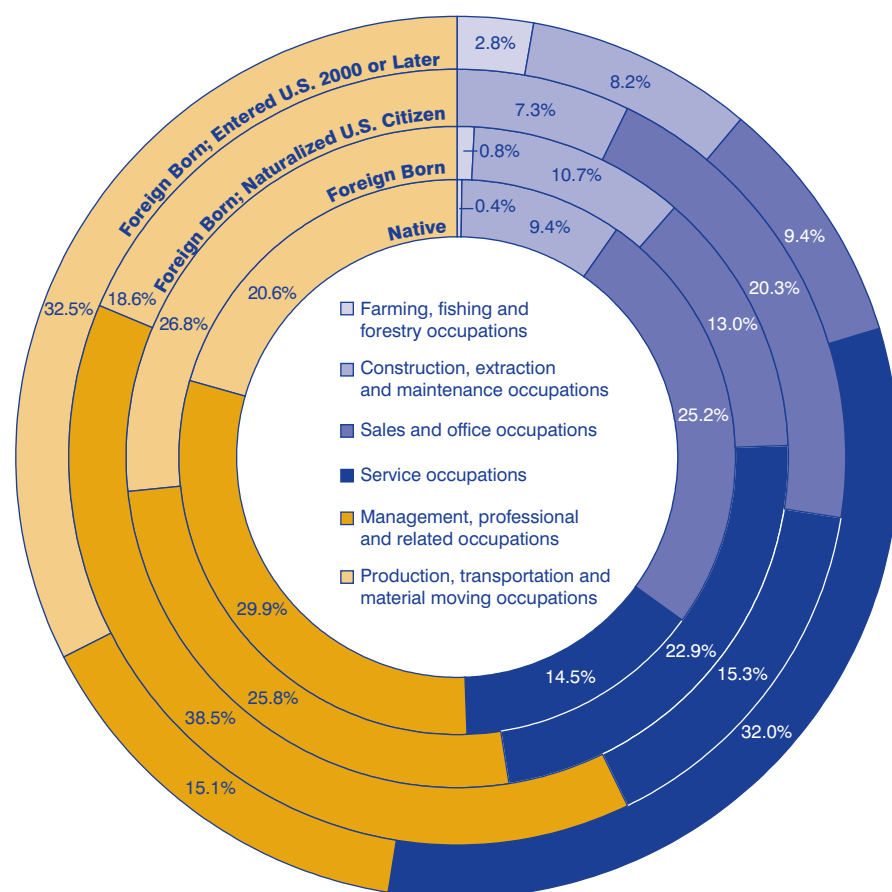 Foreign Born; Entered U.S. 2000 or Later
Foreign Born; Naturalized U.S. Citizen
Foreign Born
Native
2.8%
8.2%
9.4%
32.0%
15.1%
32.5%
7.3%
20.3%
15.3%
38.5%
18.6%
0.8%
10.7%
13.0%
22.9%
25.8%
26.8%
0.4%
9.4%
25.2%
14.5%
29.9%
20.6%
Farming, fishing and
forestry occupations
Construction, extraction
and maintenance occupations
Sales and office occupations
Service occupations
Management, professional
and related occupations
Production, transportation and
material moving occupations